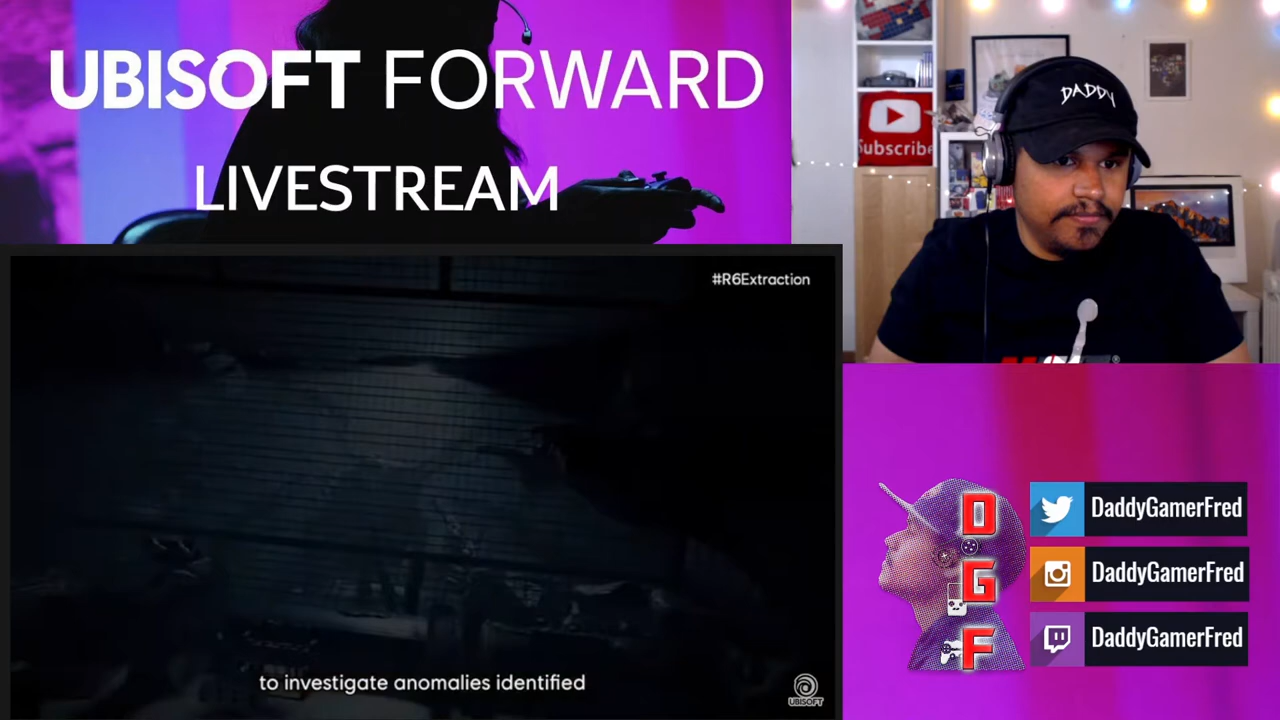 UBISOFT FORWARD
LIVESTREAM
DADDY
Subscribe
#R6Extraction
to investigate anomalies identified
UBISOFT
DGF
DaddyGamerFred
DaddyGamerFred
DaddyGamerFred